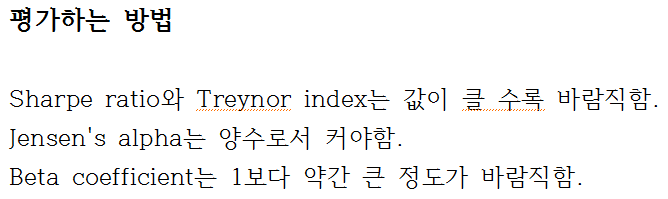 평가하는 방법
Sharpe ratio와 Treynor index는 값이 클 수록 바람직함.
Jensen's alpha는 양수로서 커야함.
Beta coefficient는 1보다 약간 큰 정도가 바람직함.